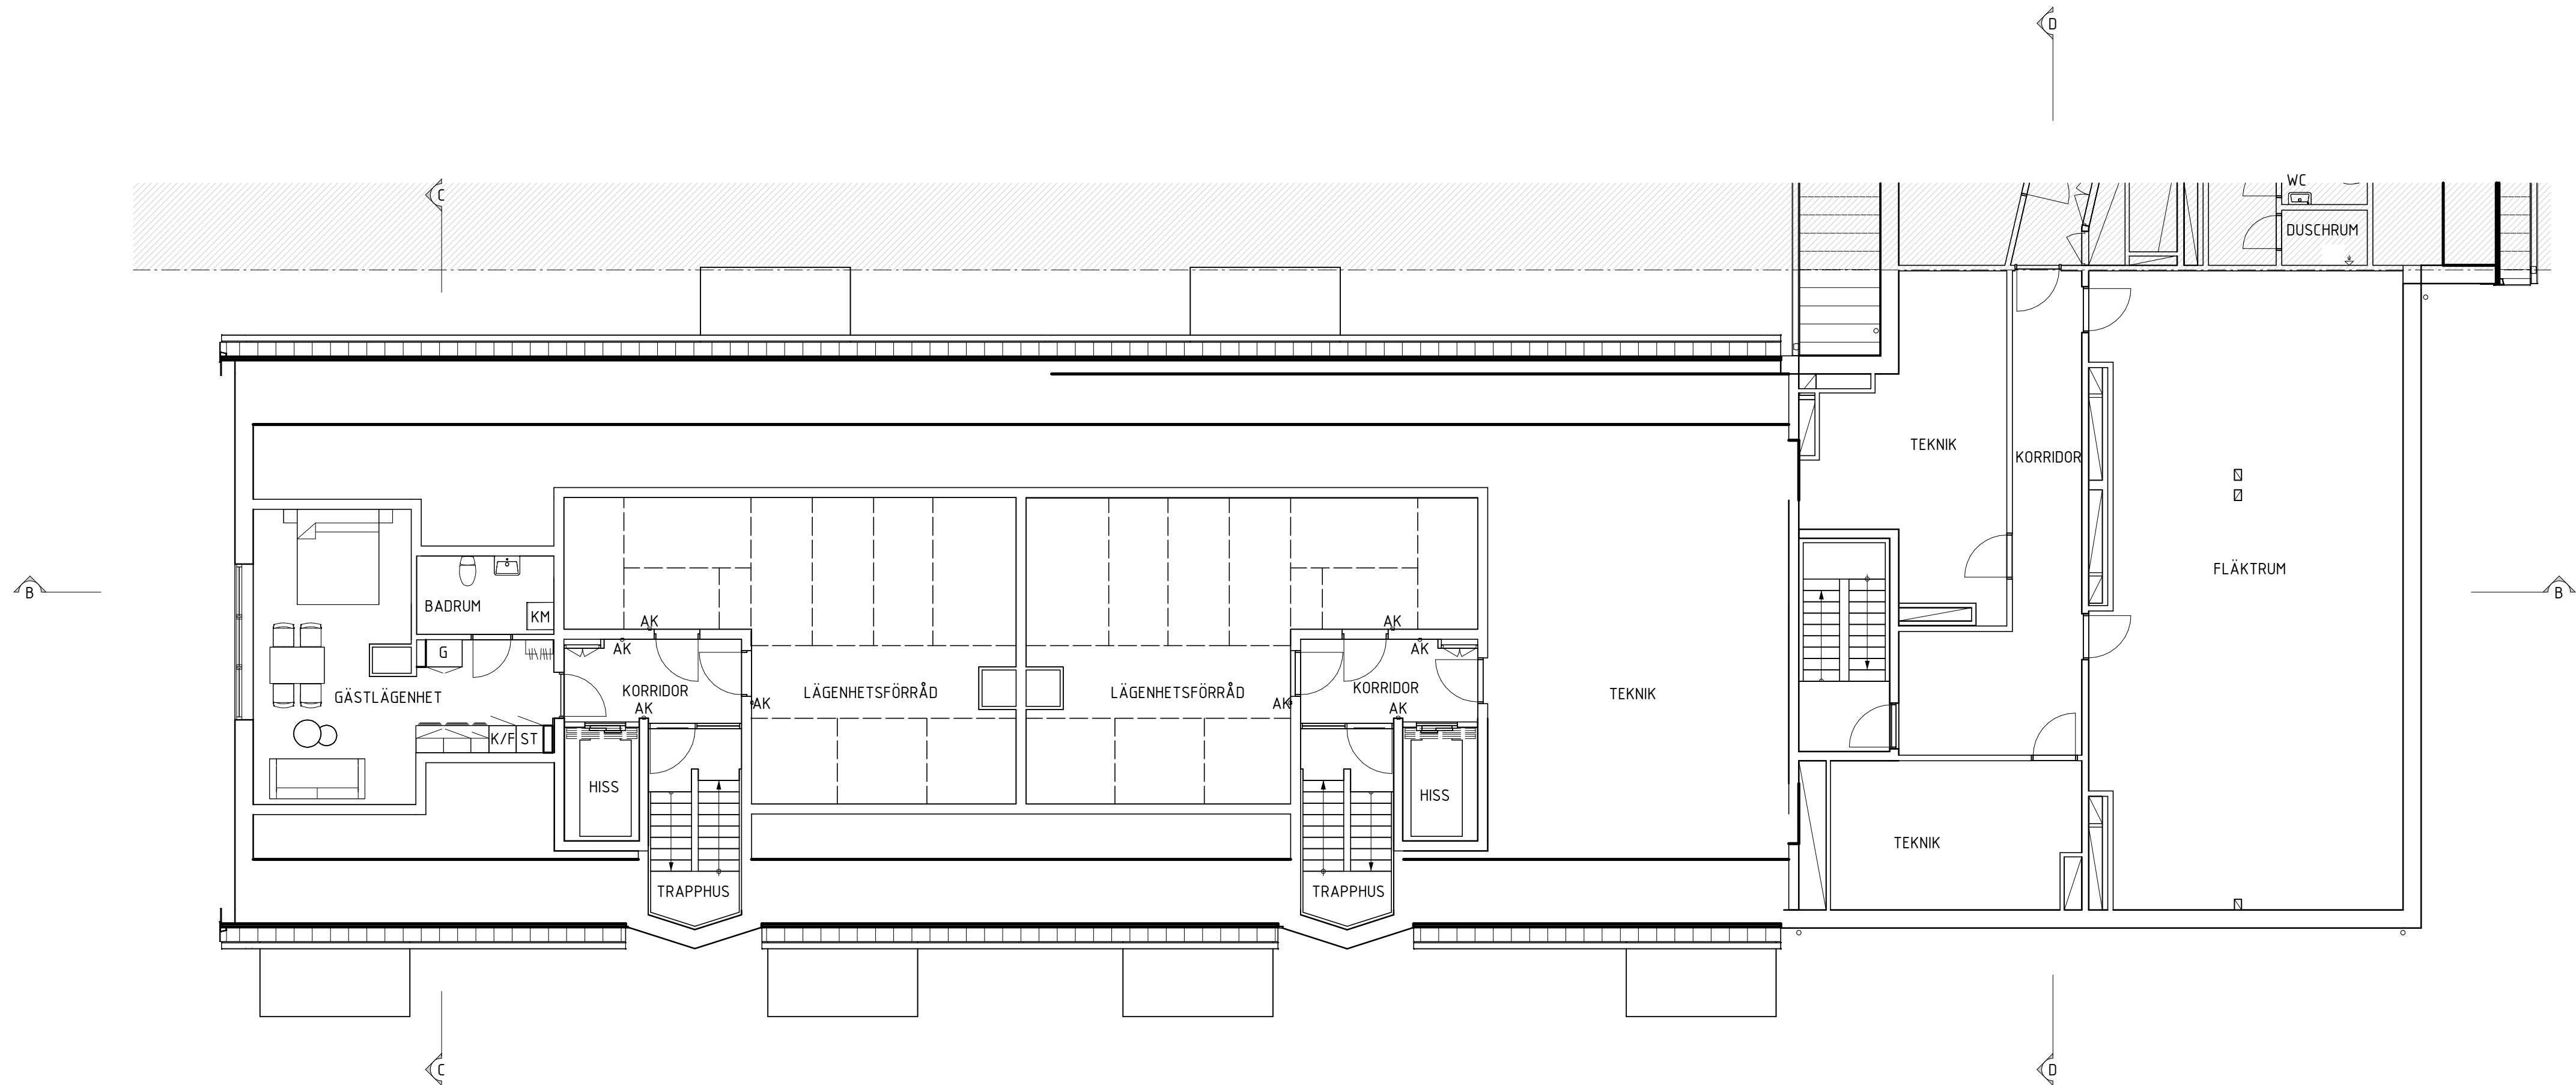 D
C
WC
DUSCHRUM
TEKNIK
KORRIDOR
FLÄKTRUM
B
B
BADRUM
KM
AK
AK
AK
AK
G
GÄSTLÄGENHET
KORRIDOR
AK
AK
LÄGENHETSFÖRRÅD
LÄGENHETSFÖRRÅD
AK
KORRIDOR
AK
TEKNIK
K/F
ST
HISS
HISS
TEKNIK
TRAPPHUS
TRAPPHUS
C
D